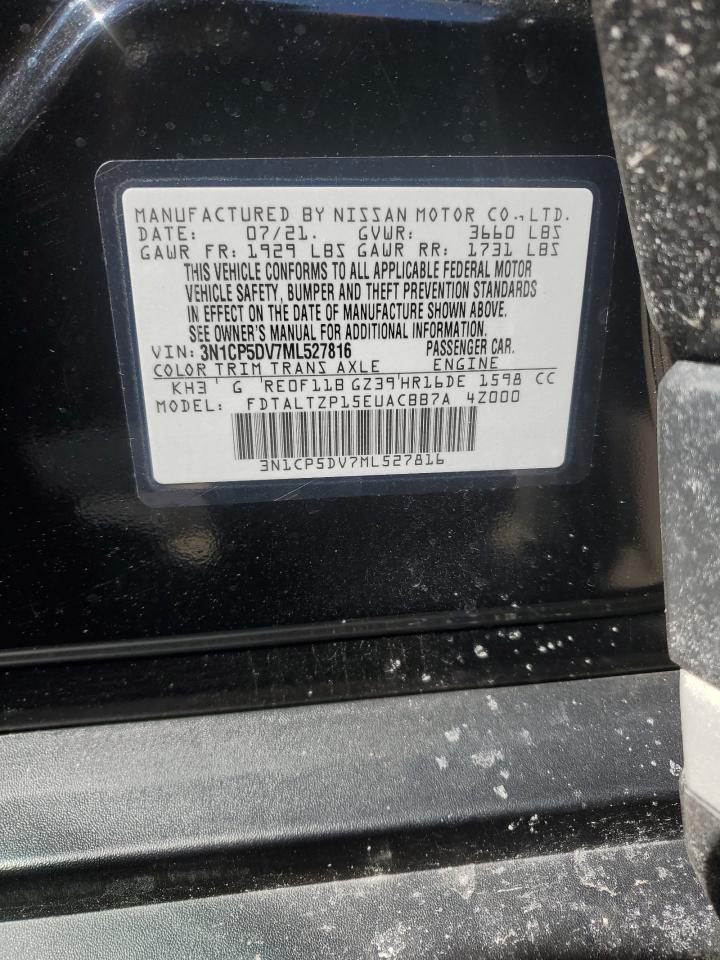 MANUFACTURED BY NISSAN MOTOR CO.,LTD.
DATE: 07/21. GVWR: 3660 LBS
GAWR FR: 1929 LBS GAWR RR: 1731 LBS
THIS VEHICLE CONFORMS TO ALL APPLICABLE FEDERAL MOTOR
VEHICLE SAFETY, BUMPER AND THEFT PREVENTION STANDARDS
IN EFFECT ON THE DATE OF MANUFACTURE SHOWN ABOVE.
SEE OWNER'S MANUAL FOR ADDITIONAL INFORMATION.
VIN: 3N1CP5DV7ML527816 PASSENGER CAR.
COLOR TRIM TRANS AXLE ENGINE
KH3 ' G 'RE0F11B GZ39'HR16DE 1598 CC
MODEL: FDTALTZP15EUACBB7A 4Z000
3N1CP5DV7ML527816